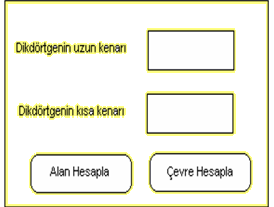 Dikdörtgenin uzun kenarı
Dikdörtgenin kısa kenarı
Alan Hesapla Çevre Hesapla